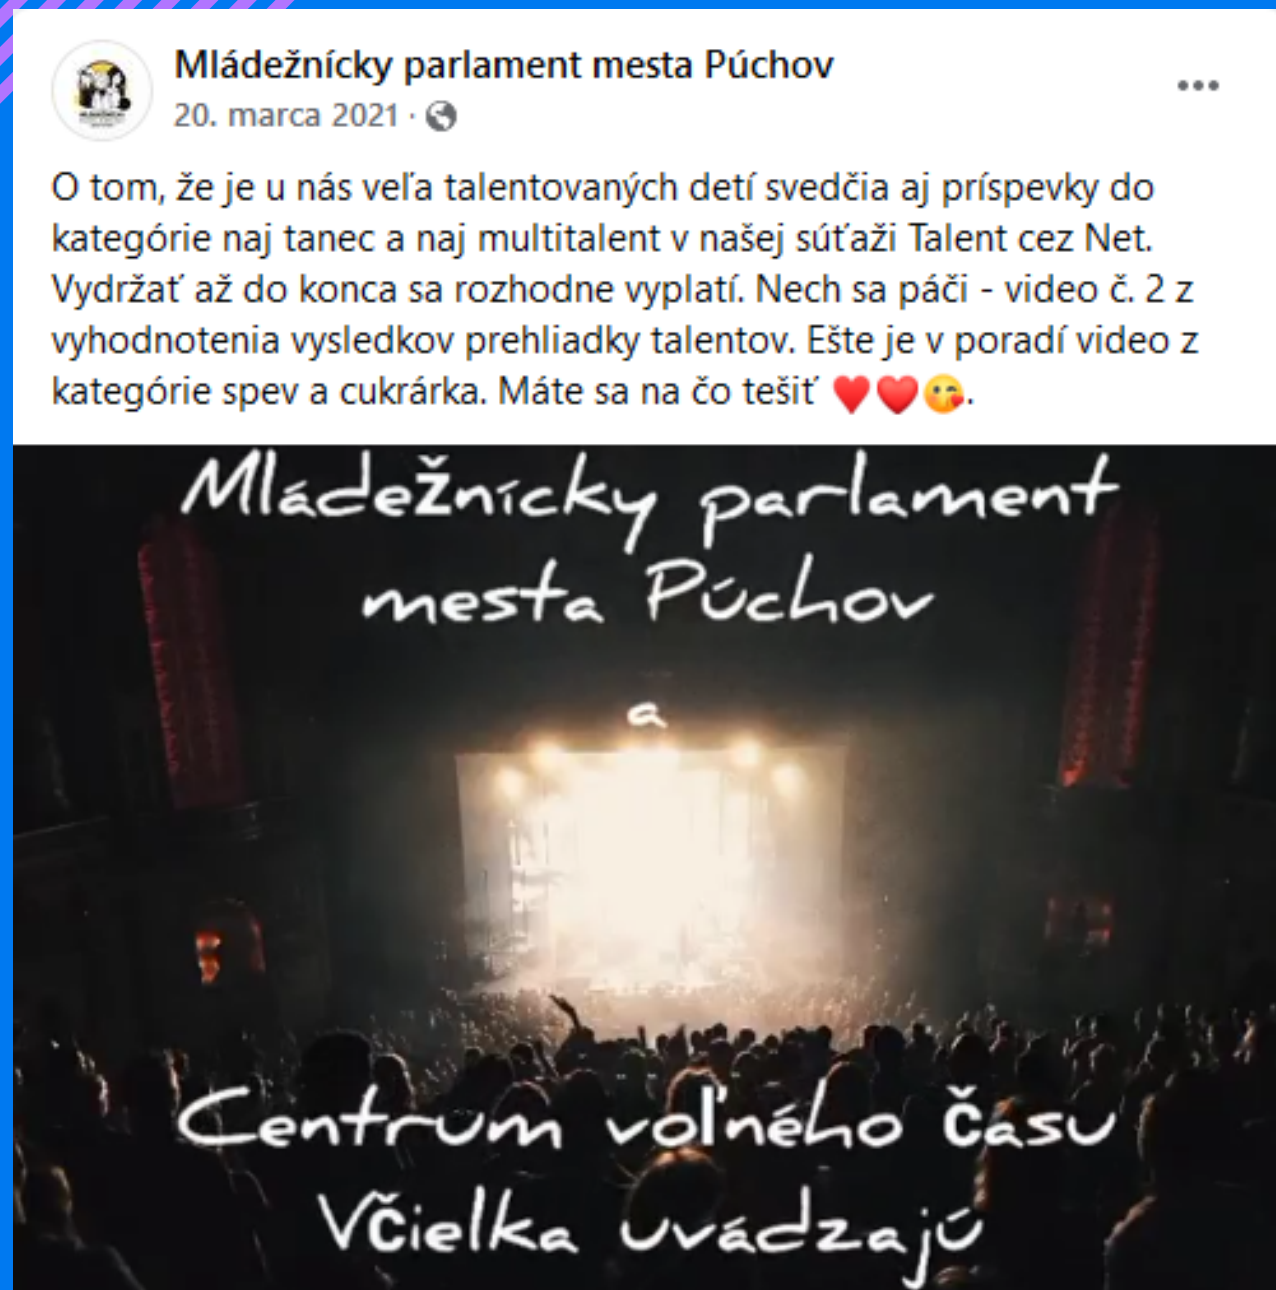 Mládežnícky parlament mesta Púchov
20. marca 2021 ·
O tom, že je u nás veľa talentovaných detí svedčia aj príspevky do
kategórie naj tanec a naj multitalent v našej súťaži Talent cez Net.
Vydržať až do konca sa rozhodne vyplatí. Nech sa páči - video č. 2 z
vyhodnotenia vysledkov prehliadky talentov. Ešte je v poradí video z
kategórie spev a cukrárka. Máte sa na čo tešiť ♥️❤️😘.
Mládežnícky parlament
mesta Púchov
a
Centrum voľného času
Včielka uvádzajú